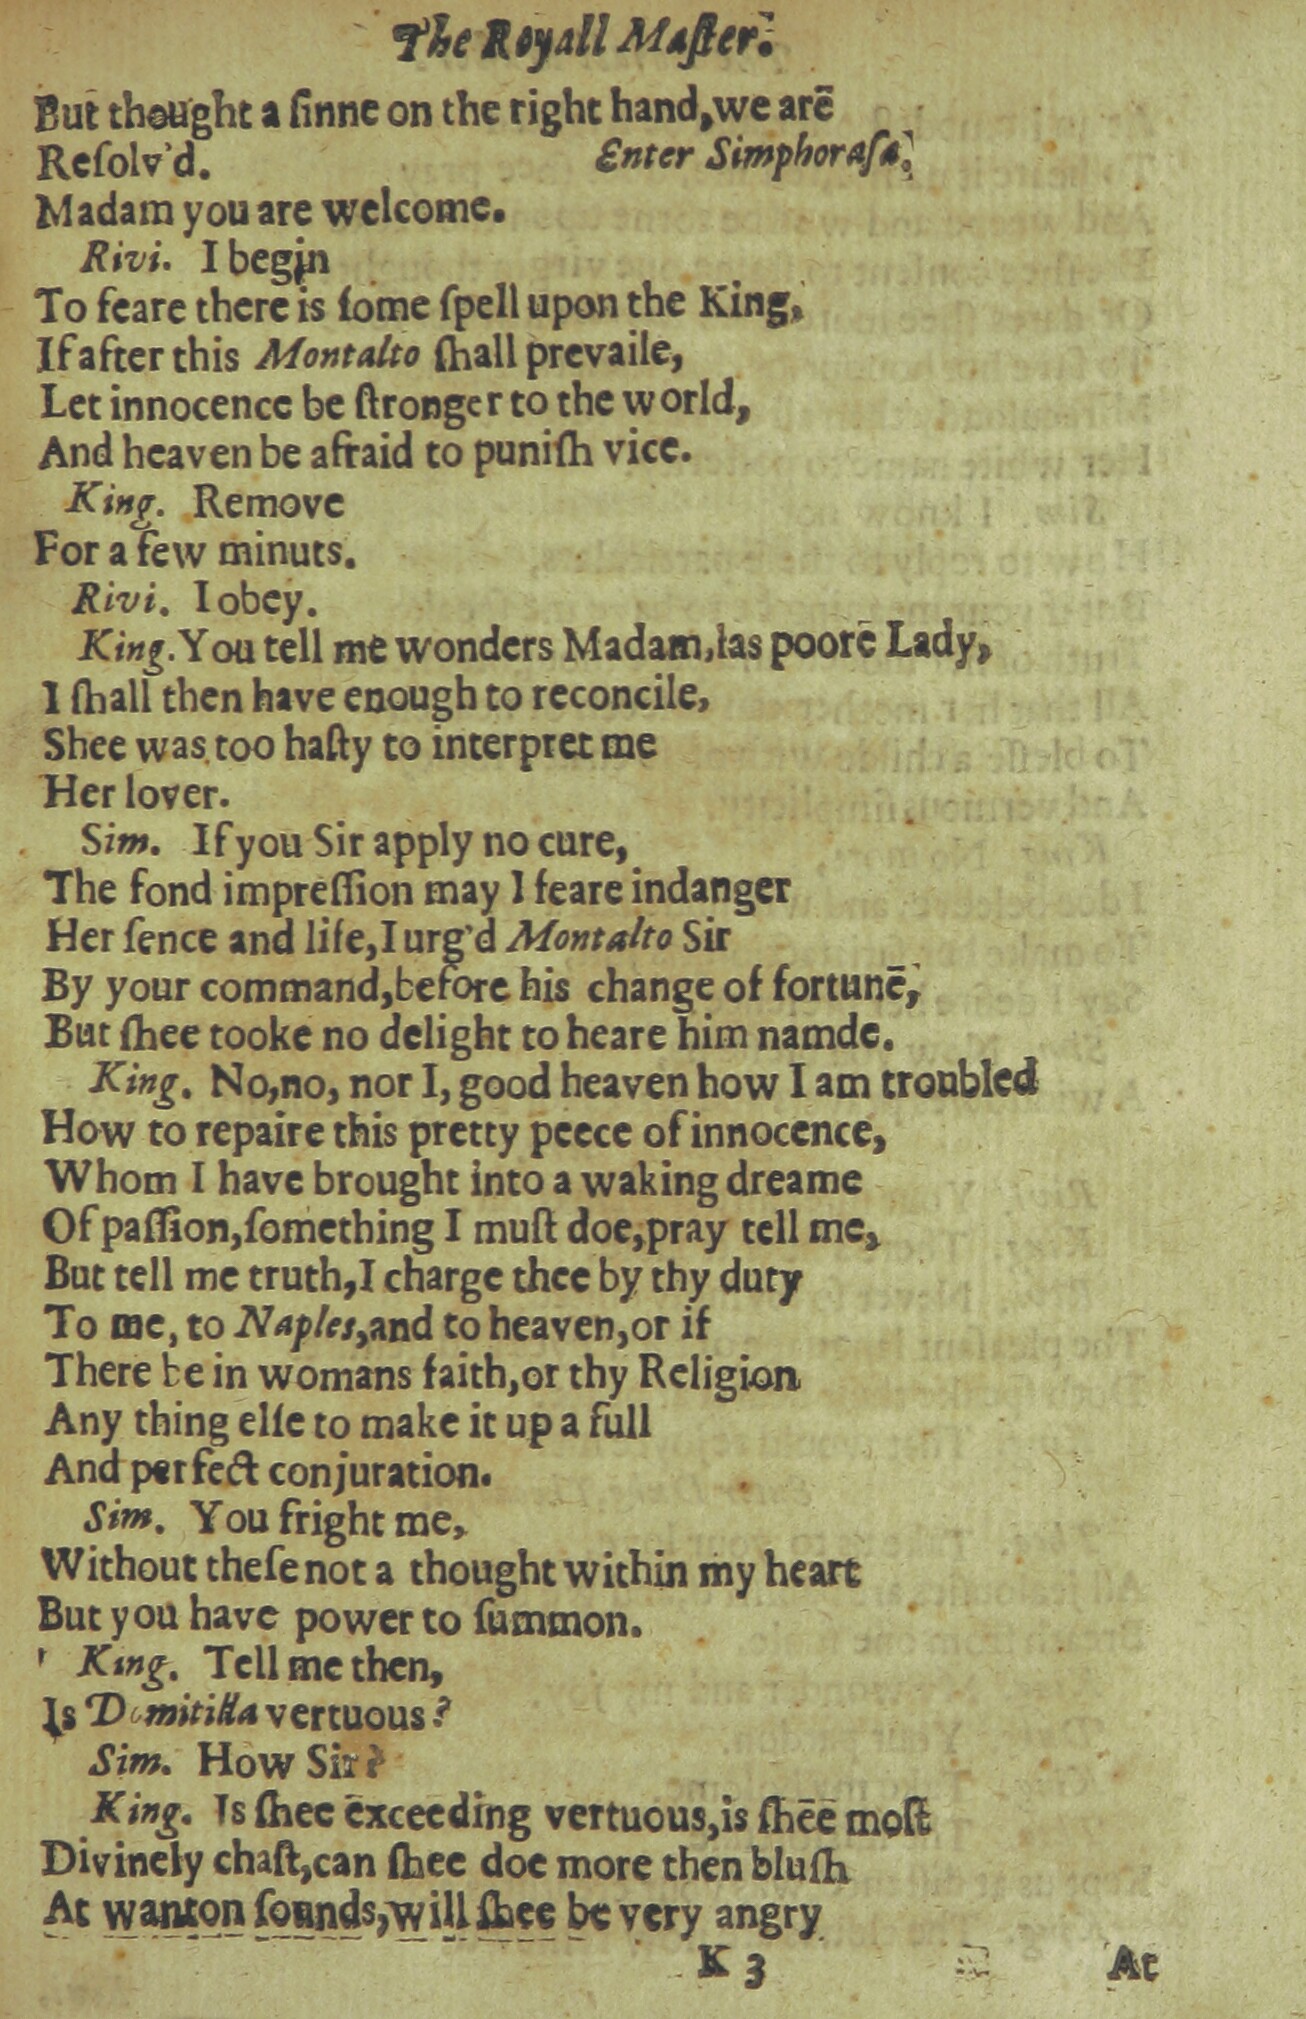 The Royall Maſter.
But thought a ſinne on the right hand, we are
Reſolv'd. Enter Simphoraſa.
Madam you are welcome.
Rivi. I begin
To feare there is ſome ſpell upon the King,
If after this Montalto ſhall prevaile,
Let innocence be ſtronger to the world,
And heaven be afraid to puniſh vice.
King. Remove
For a few minuts.
Rivi. I obey.
King. You tell me wonders Madam, las poore Lady,
I ſhall then have enough to reconcile,
Shee was too haſty to interpret me
Her lover.
Sim. If you Sir apply no cure,
The fond impreſſion may I feare indanger
Her ſence and life, I urg'd Montalto Sir
By your command, before his change of fortune,
But ſhee tooke no delight to heare him namde.
King. No, no, nor I, good heaven how I am troubled
How to repaire this pretty peece of innocence,
Whom I have brought into a waking dreame
Of paſſion, ſomething I muſt doe, pray tell me,
But tell me truth, I charge thee by thy duty
To me, to Naples, and to heaven, or if
There be in womans faith, or thy Religion
Any thing elſe to make it up a full
And perfect conjuration.
Sim. You fright me,
Without theſe not a thought within my heart
But you have power to ſummon.
King. Tell me then,
Is Domitilla vertuous?
Sim. How Sir?
King. Is ſhee exceeding vertuous, is ſhee moſt
Divinely chaſt, can ſhee doe more then bluſh
At wanton ſounds, will ſhee be very angry
K 3 At